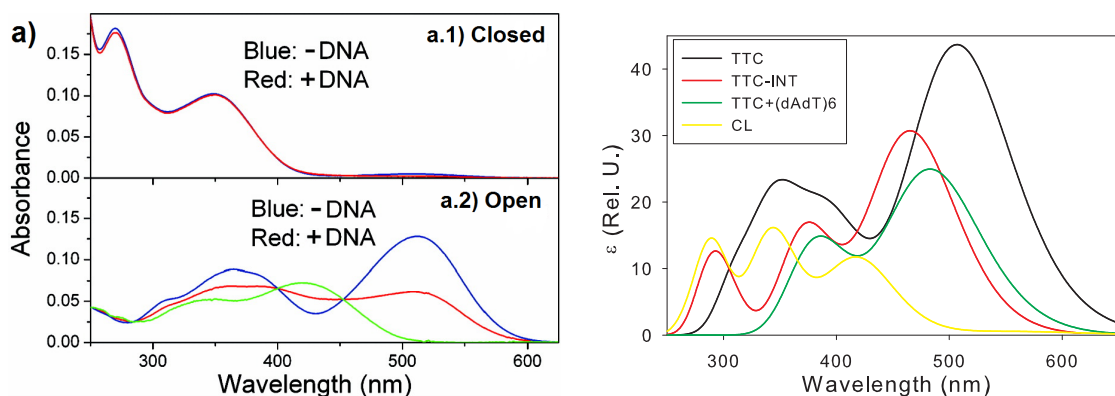 a)
a.1) Closed
Blue: -DNA
Red: +DNA
0.15
0.10
0.05
0.00
a.2) Open
Blue: -DNA
Red: +DNA
0.15
0.10
0.05
0.00
Absorbance
300 400 500 600
Wavelength (nm)
TTC
TTC-INT
TTC+(dAdT)6
CL
40
30
20
10
0
ε (Rel. U.)
300 400 500 600
Wavelength (nm)